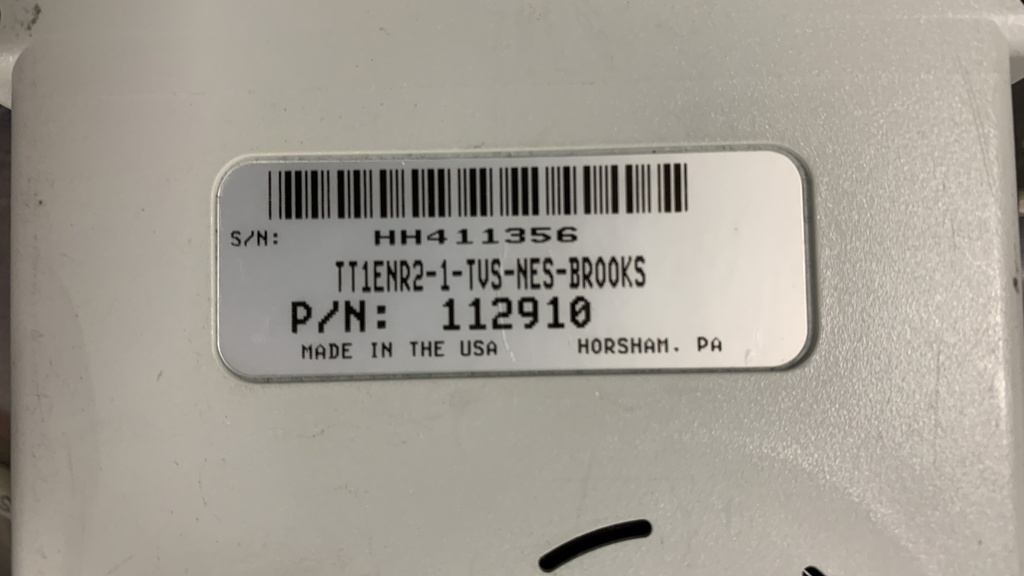 S/N: HH411356
TT1ENR2-1-TVS-NES-BROOKS
P/N: 112910
MADE IN THE USA HORSHAM. PA